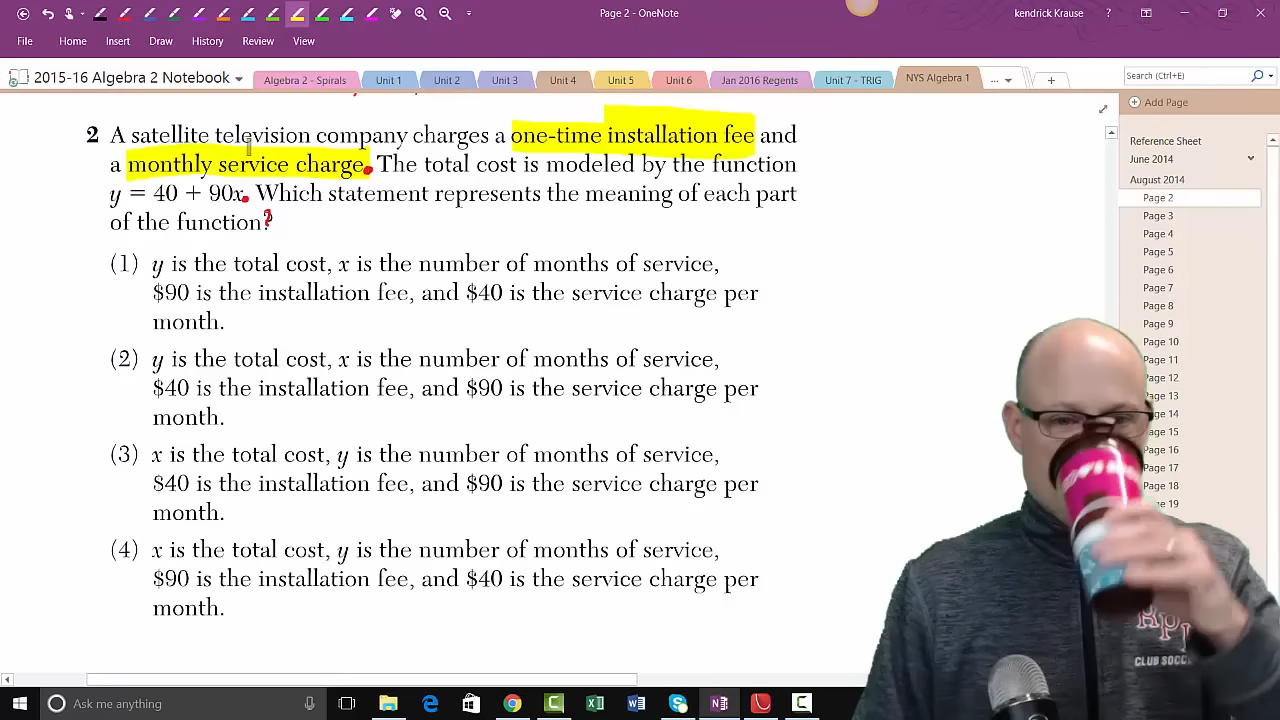 Page 2 - OneNote
kendrick Krause
?
File
Home
Insert
Draw
History
Review
View
2015-16 Algebra 2 Notebook
Algebra 2 - Spirals
Unit 1
Unit 2
Unit 3
Unit 4
Unit 5
Unit 6
Jan 2016 Regents
Unit 7 - TRIG
NYS Algebra 1
...
+
Search (Ctrl+E)
2 A satellite television company charges a one-time installation fee and
a monthly service charge. The total cost is modeled by the function
y = 40 + 90x. Which statement represents the meaning of each part
of the function?
(1) y is the total cost, x is the number of months of service,
$90 is the installation fee, and $40 is the service charge per
month.
(2) y is the total cost, x is the number of months of service,
$40 is the installation fee, and $90 is the service charge per
month.
(3) x is the total cost, y is the number of months of service,
$40 is the installation fee, and $90 is the service charge per
month.
(4) x is the total cost, y is the number of months of service,
$90 is the installation fee, and $40 is the service charge per
month.
Add Page
Reference Sheet
June 2014
August 2014
Page 2
Page 3
Page 4
Page 5
Page 6
Page 7
Page 8
Page 9
Page 10
Page 11
Page 12
Page 13
Page 14
Page 15
Page 16
Page 17
Page 18
Page 19
RPI
CLUB SOCC
Ask me anything